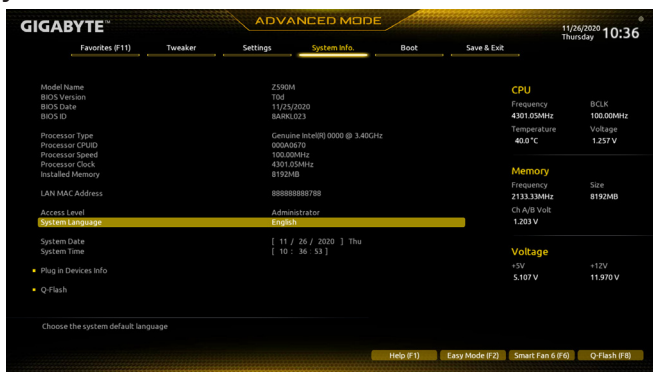 GIGABYTE™
ADVANCED MODE
11/26/2020
Thursday
10:36
Favorites (F11) Tweaker Settings System Info. Boot Save & Exit
Model Name Z590M
BIOS Version T0d
BIOS Date 11/25/2020
BIOS ID 8ARKL023
Processor Type Genuine Intel(R) 0000 @ 3.40GHz
Processor CPUID 000A0670
Processor Speed 100.00MHz
Processor Clock 4301.05MHz
Installed Memory 8192MB
LAN MAC Address 888888888788
Access Level Administrator
System Language English
System Date [ 11 / 26 / 2020 ] Thu
System Time [ 10 : 36 : 53 ]
Plug in Devices Info
Q-Flash
Choose the system default language
CPU
Frequency BCLK
4301.05MHz 100.00MHz
Temperature Voltage
40.0 °C 1.257 V
Memory
Frequency Size
2133.33MHz 8192MB
Ch A/B Volt
1.203 V
Voltage
+5V +12V
5.107 V 11.970 V
Help (F1) Easy Mode (F2) Smart Fan 6 (F6) Q-Flash (F8)